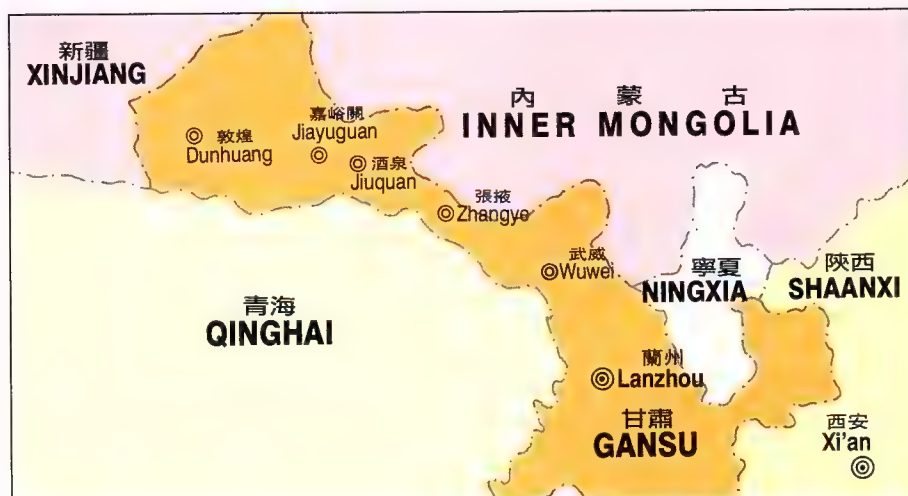 新疆
XINJIANG
內 蒙 古
INNER MONGOLIA
嘉峪關
Jiayuguan
敦煌
Dunhuang
酒泉
Jiuquan
張掖
Zhangye
武威
Wuwei
寧夏
NINGXIA
陝西
SHAANXI
青海
QINGHAI
蘭州
Lanzhou
甘肅
GANSU
西安
Xi'an